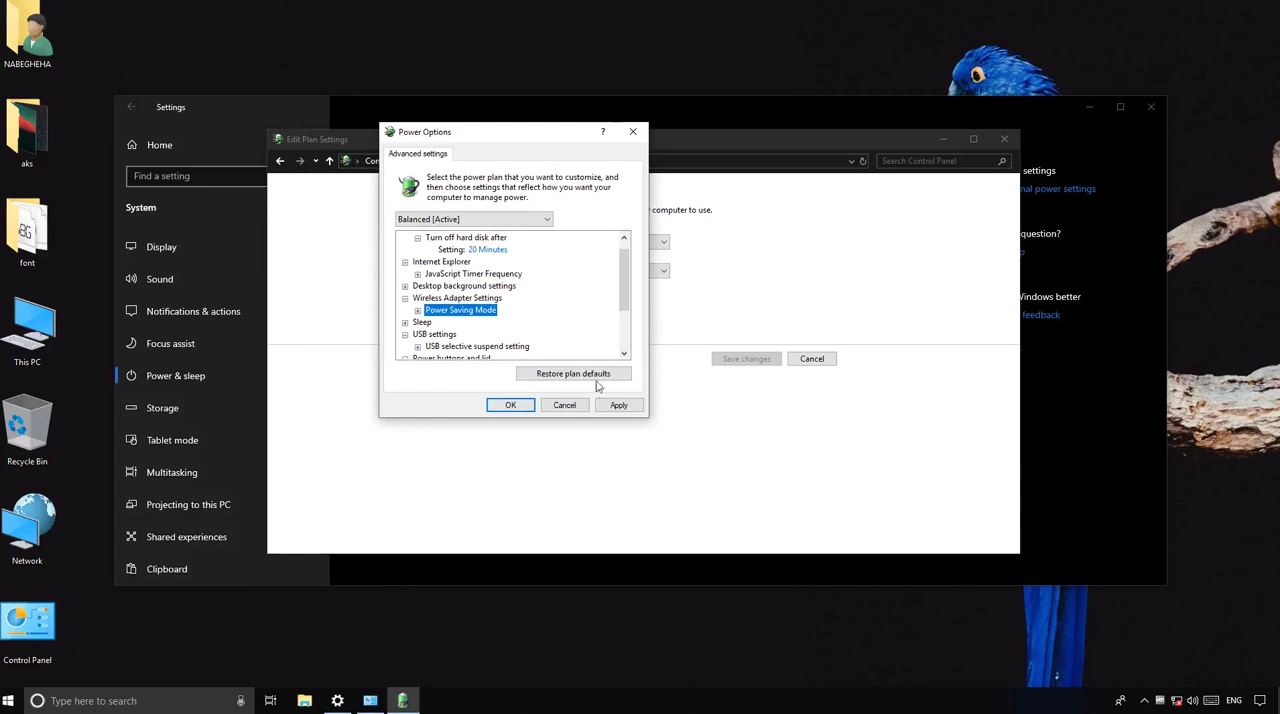 NABEGHEHA
aks
font
This PC
Recycle Bin
Network
Control Panel
Settings
Home
Find a setting
System
Display
Sound
Notifications & actions
Focus assist
Power & sleep
Storage
Tablet mode
Multitasking
Projecting to this PC
Shared experiences
Clipboard
Edit Plan Settings
Con
Search Control Panel
computer to use.
Save changes
Cancel
settings
nal power settings
question?
Windows better
feedback
Power Options
?
Advanced settings
Select the power plan that you want to customize, and
then choose settings that reflect how you want your
computer to manage power.
Balanced [Active]
Turn off hard disk after
Setting: 20 Minutes
Internet Explorer
JavaScript Timer Frequency
Desktop background settings
Wireless Adapter Settings
Power Saving Mode
Sleep
USB settings
USB selective suspend setting
Power buttons and lid
Restore plan defaults
OK
Cancel
Apply
Type here to search
ENG